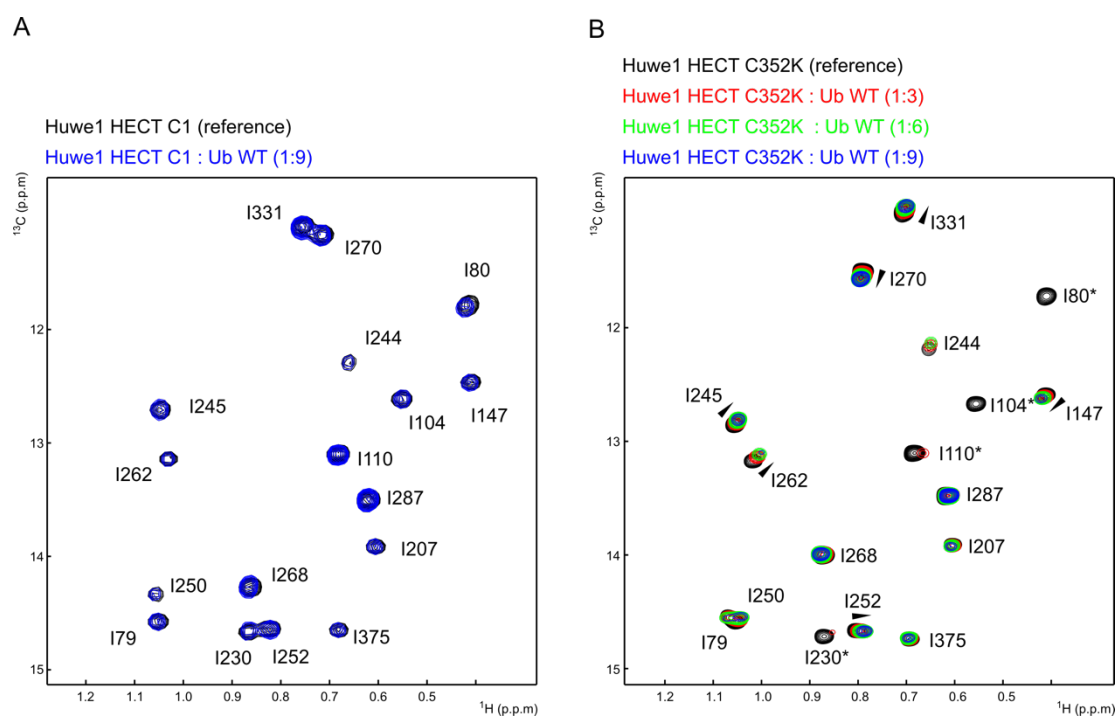 A
Huwe1 HECT C1 (reference)
Huwe1 HECT C1 : Ub WT (1:9)
13C (p.p.m)
I331
I270
I80
12
I244
I245
I104
I147
13
I262
I110
I287
I207
14
I250
I268
I79
I230
I252
I375
15
1.2 1.1 1.0 0.9 0.8 0.7 0.6 0.5
1H (p.p.m)
B
Huwe1 HECT C352K (reference)
Huwe1 HECT C352K : Ub WT (1:3)
Huwe1 HECT C352K : Ub WT (1:6)
Huwe1 HECT C352K : Ub WT (1:9)
13C (p.p.m)
I331
I270
I80*
12
I244
I245
I104*
I147
13
I262
I110*
I287
I207
14
I268
I250
I252
I79
I230*
I375
15
1.2 1.1 1.0 0.9 0.8 0.7 0.6 0.5
1H (p.p.m)